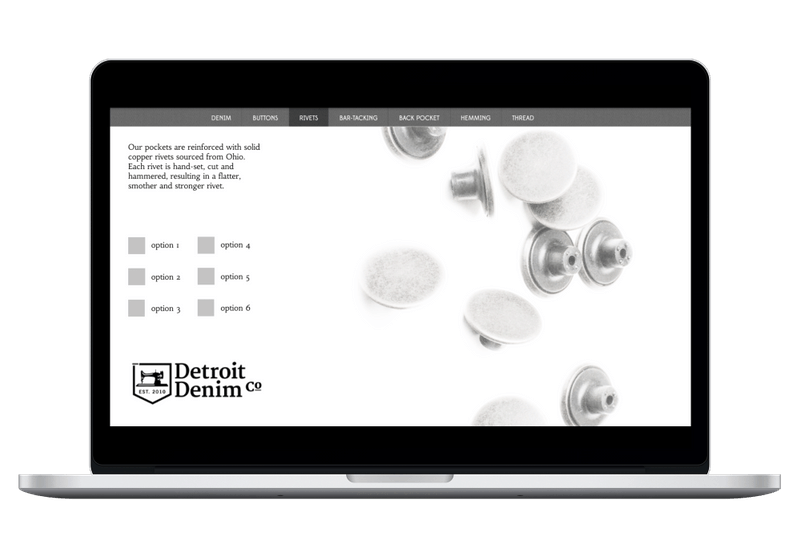 DENIM BUTTONS RIVETS BAR-TACKING BACK POCKET HEMMING THREAD
Our pockets are reinforced with solid
copper rivets sourced from Ohio.
Each rivet is hand-set, cut and
hammered, resulting in a flatter,
smother and stronger rivet.
option 1 option 4
option 2 option 5
option 3 option 6
EST. 2010
Detroit
Denim Co